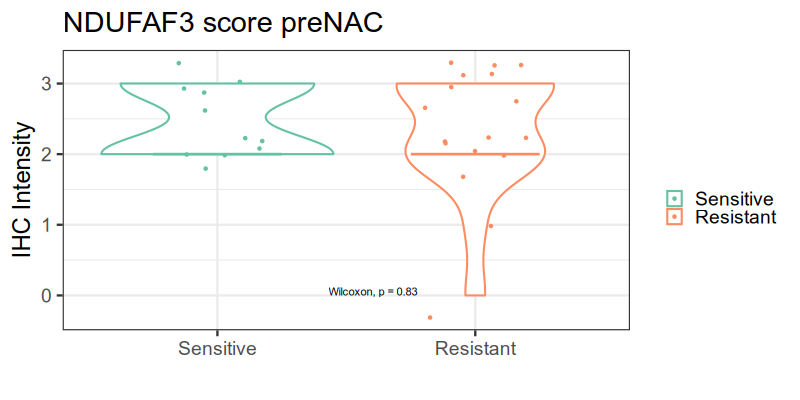 NDUFAF3 score preNAC
IHC Intensity
3
2
1
0
Wilcoxon, p = 0.83
Sensitive
Resistant
Sensitive
Resistant